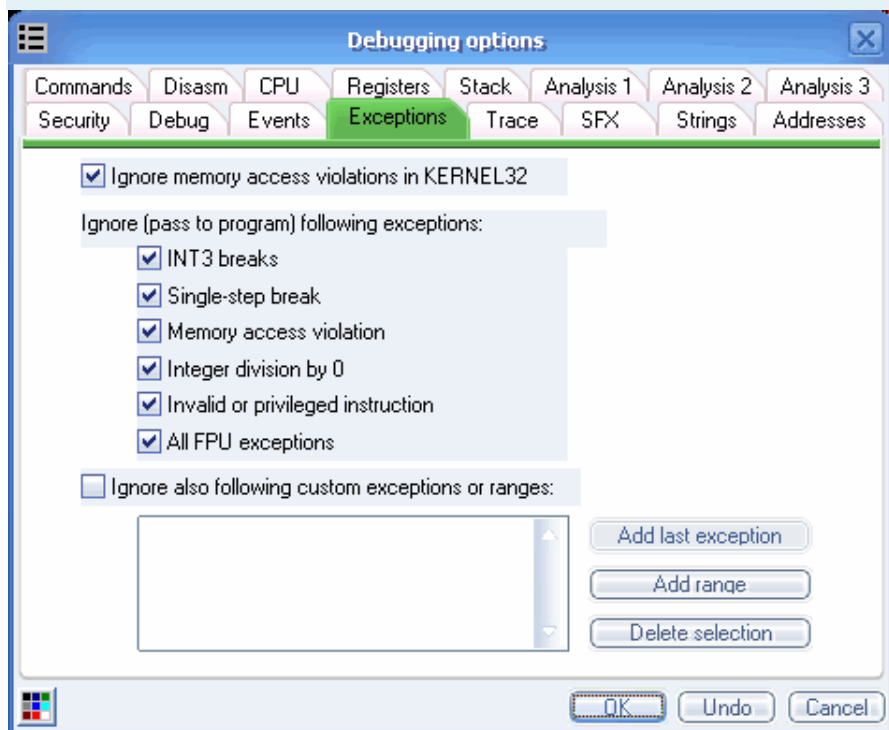 Debugging options
Commands Disasm CPU Registers Stack Analysis 1 Analysis 2 Analysis 3
Security Debug Events Exceptions Trace SFX Strings Addresses
Ignore memory access violations in KERNEL32
Ignore (pass to program) following exceptions:
INT3 breaks
Single-step break
Memory access violation
Integer division by 0
Invalid or privileged instruction
All FPU exceptions
Ignore also following custom exceptions or ranges:
Add last exception
Add range
Delete selection
OK Undo Cancel